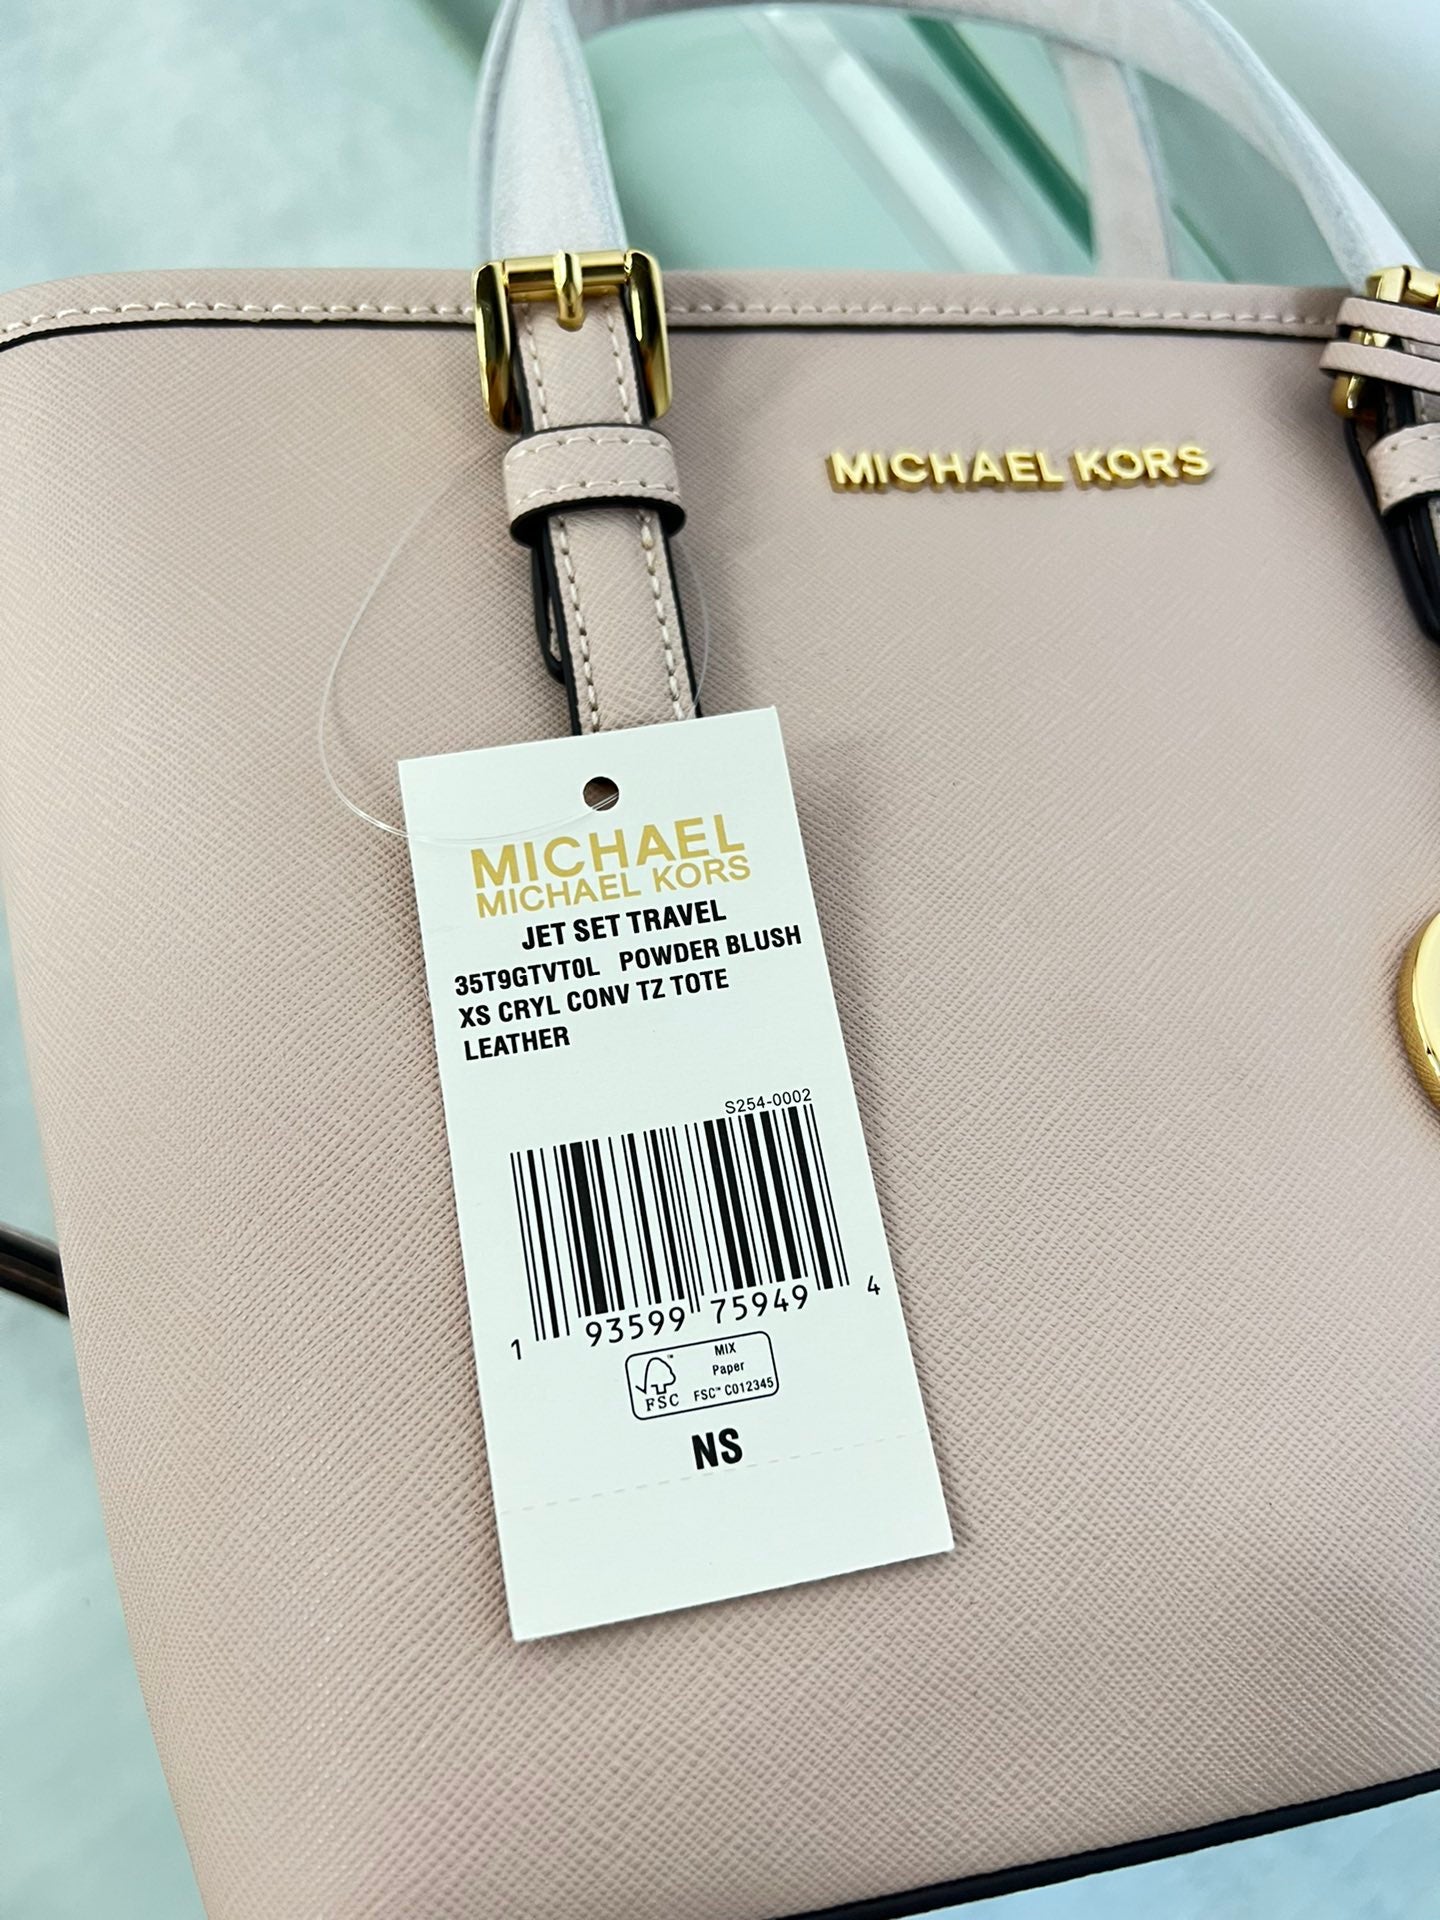 MICHAEL KORS
MICHAEL
MICHAEL KORS
JET SET TRAVEL
35T9GTVT0L POWDER BLUSH
XS CRYL CONV TZ TOTE
LEATHER
S254-0002
1 93599 75949 4
MIX
Paper
FSC™ C012345
FSC
NS